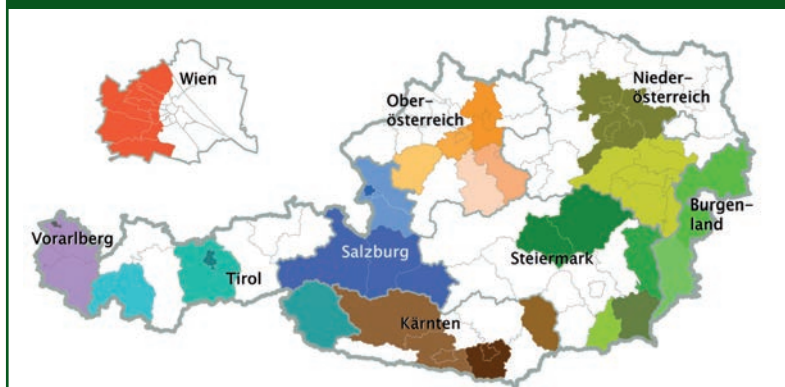 Wien
Nieder-
österreich
Ober-
österreich
Vorarlberg
Tirol
Salzburg
Steiermark
Burgen-
land
Kärnten